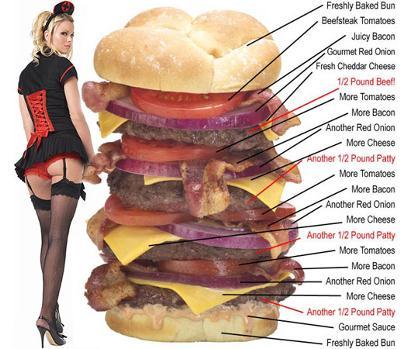 Freshly Baked Bun
Beefsteak Tomatoes
Juicy Bacon
Gourmet Red Onion
Fresh Cheddar Cheese
1/2 Pound Beef!
More Tomatoes
More Bacon
Another Red Onion
More Cheese
Another 1/2 Pound Patty
More Tomatoes
More Bacon
Another Red Onion
More Cheese
Another 1/2 Pound Patty
More Tomatoes
More Bacon
Another Red Onion
More Cheese
Another 1/2 Pound Patty
Gourmet Sauce
Freshly Baked Bun